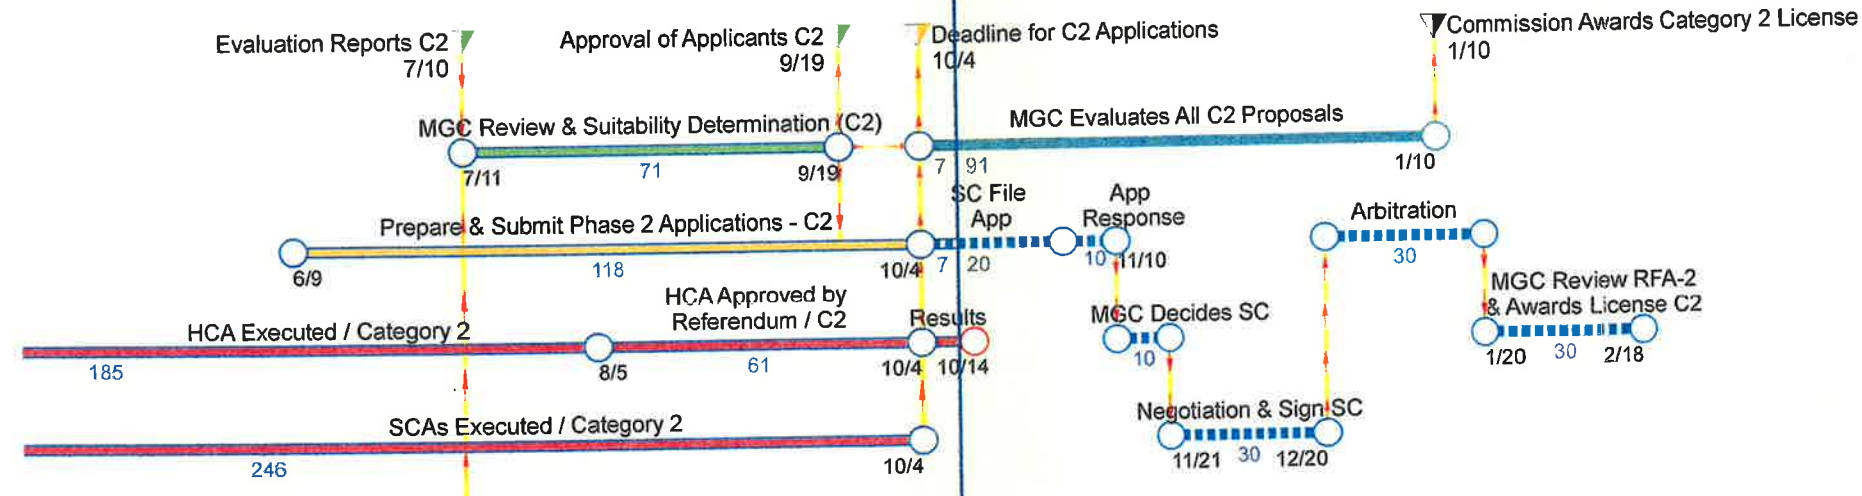 Evaluation Reports C2
7/10
Approval of Applicants C2
9/19
Deadline for C2 Applications
10/4
Commission Awards Category 2 License
1/10
MGC Review & Suitability Determination (C2)
7/11
71
9/19
MGC Evaluates All C2 Proposals
7
91
1/10
Prepare & Submit Phase 2 Applications - C2
6/9
118
10/4
SC File
App
7
20
App
Response
10
11/10
Arbitration
30
HCA Executed / Category 2
185
8/5
HCA Approved by
Referendum / C2
61
10/4
Results
10/14
MGC Decides SC
10
MGC Review RFA-2
& Awards License C2
1/20
30
2/18
SCAs Executed / Category 2
246
10/4
Negotiation & Sign SC
11/21
30
12/20